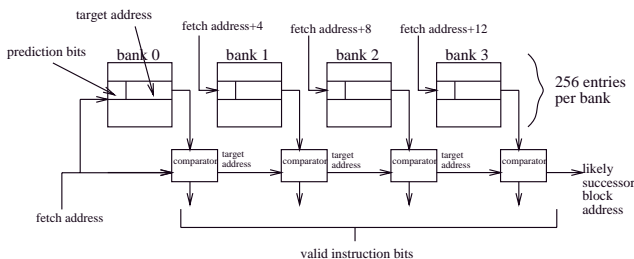 target address
fetch address+4
fetch address+8
fetch address+12
prediction bits
bank 0
bank 1
bank 2
bank 3
256 entries
per bank
comparator
target
address
comparator
target
address
comparator
target
address
comparator
likely
successor
block
address
fetch address
valid instruction bits